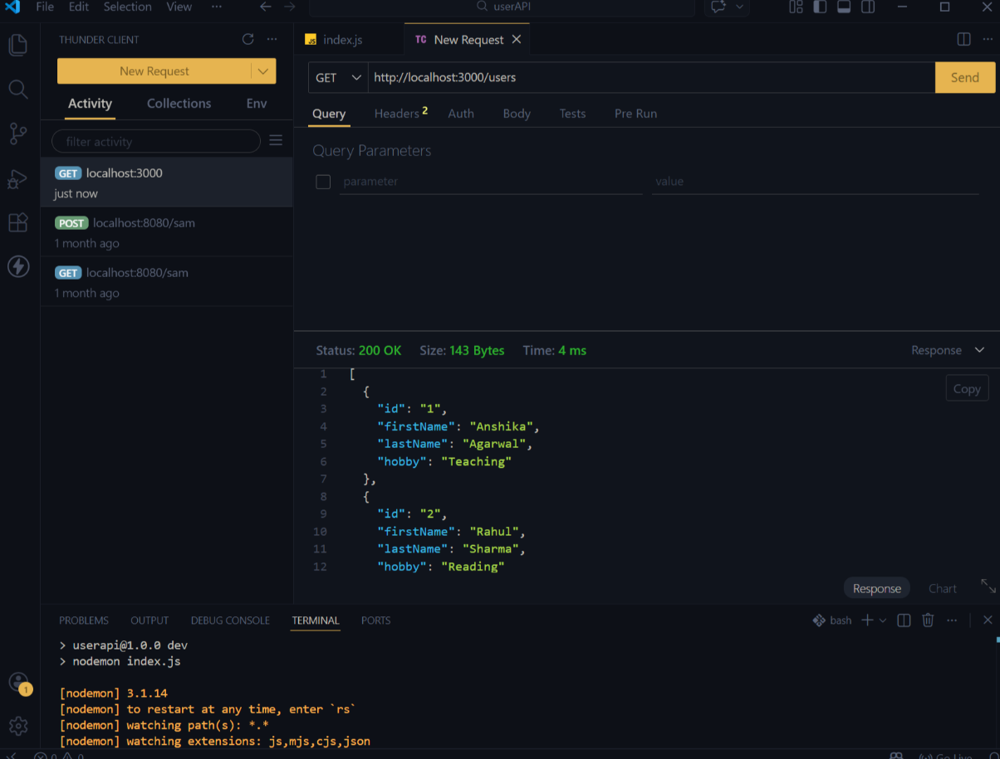 File Edit Selection View ··· userAPI
THUNDER CLIENT ···
New Request
Activity Collections Env
filter activity
GET localhost:3000
just now
POST localhost:8080/sam
1 month ago
GET localhost:8080/sam
1 month ago
JS index.js TC New Request
GET http://localhost:3000/users Send
Query Headers 2 Auth Body Tests Pre Run
Query Parameters
parameter value
Status: 200 OK Size: 143 Bytes Time: 4 ms Response
Copy
1 [
2 {
3 "id": "1",
4 "firstName": "Anshika",
5 "lastName": "Agarwal",
6 "hobby": "Teaching"
7 },
8 {
9 "id": "2",
10 "firstName": "Rahul",
11 "lastName": "Sharma",
12 "hobby": "Reading"
Response Chart
PROBLEMS OUTPUT DEBUG CONSOLE TERMINAL PORTS bash
> userapi@1.0.0 dev
> nodemon index.js
[nodemon] 3.1.14
[nodemon] to restart at any time, enter `rs`
[nodemon] watching path(s): *.*
[nodemon] watching extensions: js,mjs,cjs,json
1
0 0 Go Live